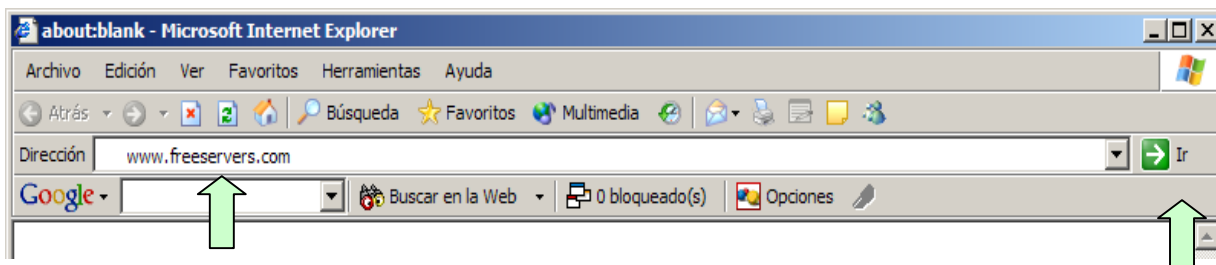 about:blank - Microsoft Internet Explorer
Archivo Edición Ver Favoritos Herramientas Ayuda
Atrás Búsqueda Favoritos Multimedia
Dirección www.freeservers.com Ir
Google Buscar en la Web 0 bloqueado(s) Opciones